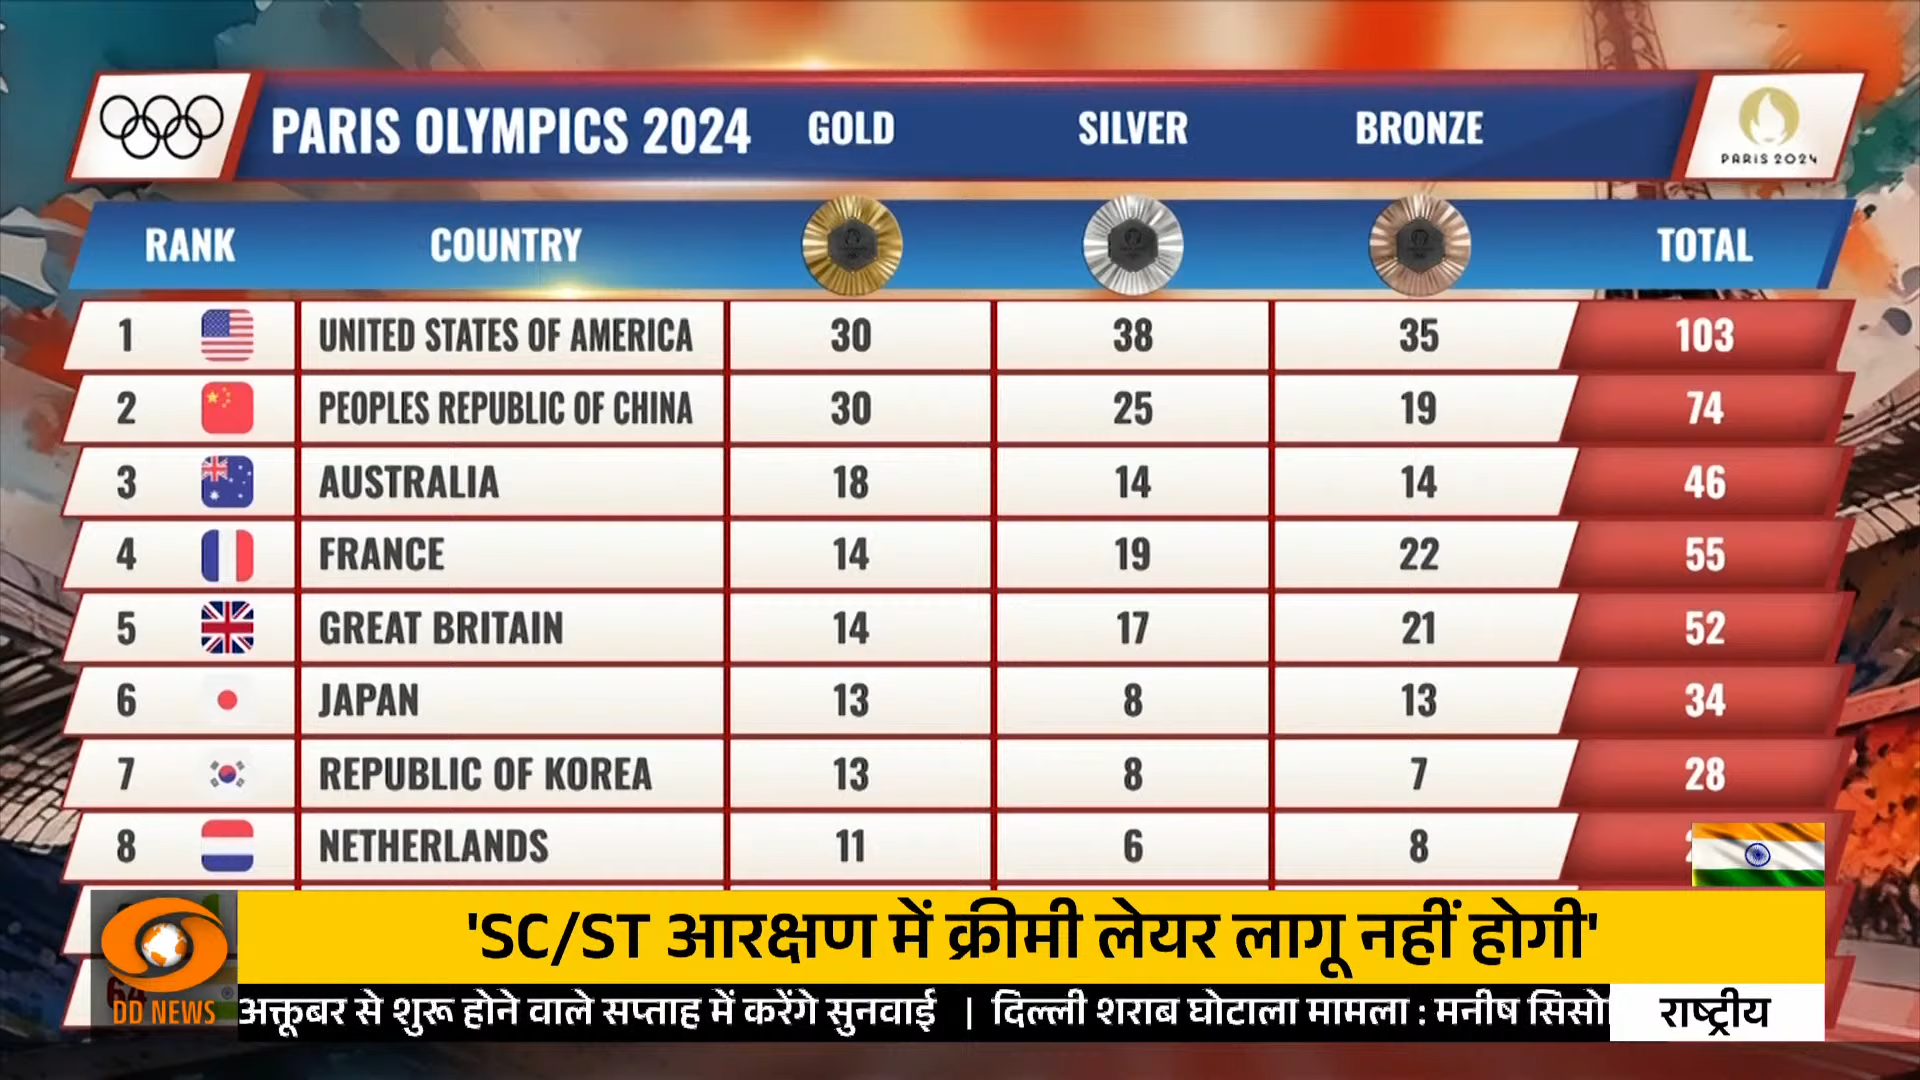 PARIS OLYMPICS 2024 GOLD SILVER BRONZE
PARIS 2024
RANK COUNTRY TOTAL
1 UNITED STATES OF AMERICA 30 38 35 103
2 PEOPLES REPUBLIC OF CHINA 30 25 19 74
3 AUSTRALIA 18 14 14 46
4 FRANCE 14 19 22 55
5 GREAT BRITAIN 14 17 21 52
6 JAPAN 13 8 13 34
7 REPUBLIC OF KOREA 13 8 7 28
8 NETHERLANDS 11 6 8
'SC/ST आरक्षण में क्रीमी लेयर लागू नहीं होगी'
DD NEWS
अक्तूबर से शुरू होने वाले सप्ताह में करेंगे सुनवाई | दिल्ली शराब घोटाला मामला : मनीष
राष्ट्रीय